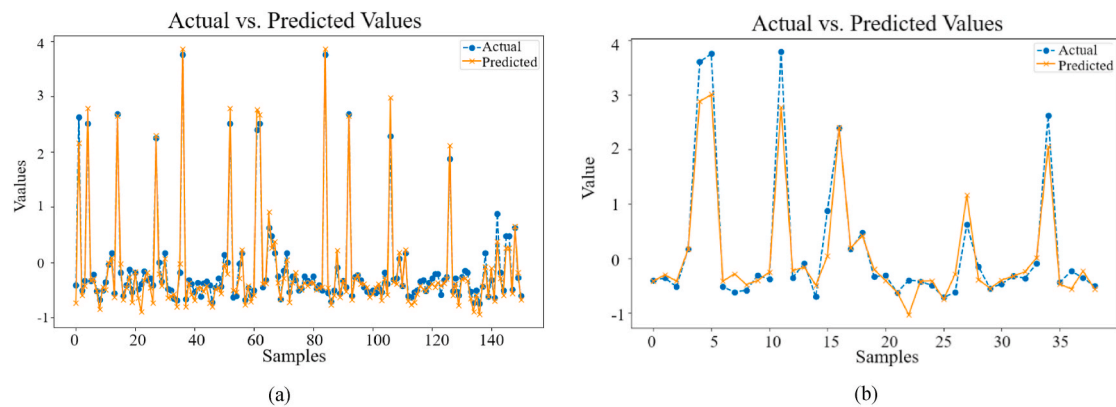 Actual vs. Predicted Values
4
3
2
1
0
-1
Vaalues
Actual
Predicted
0 20 40 60 80 100 120 140
Samples
(a)
Actual vs. Predicted Values
4
3
2
1
0
-1
Value
Actual
Predicted
0 5 10 15 20 25 30 35
Samples
(b)